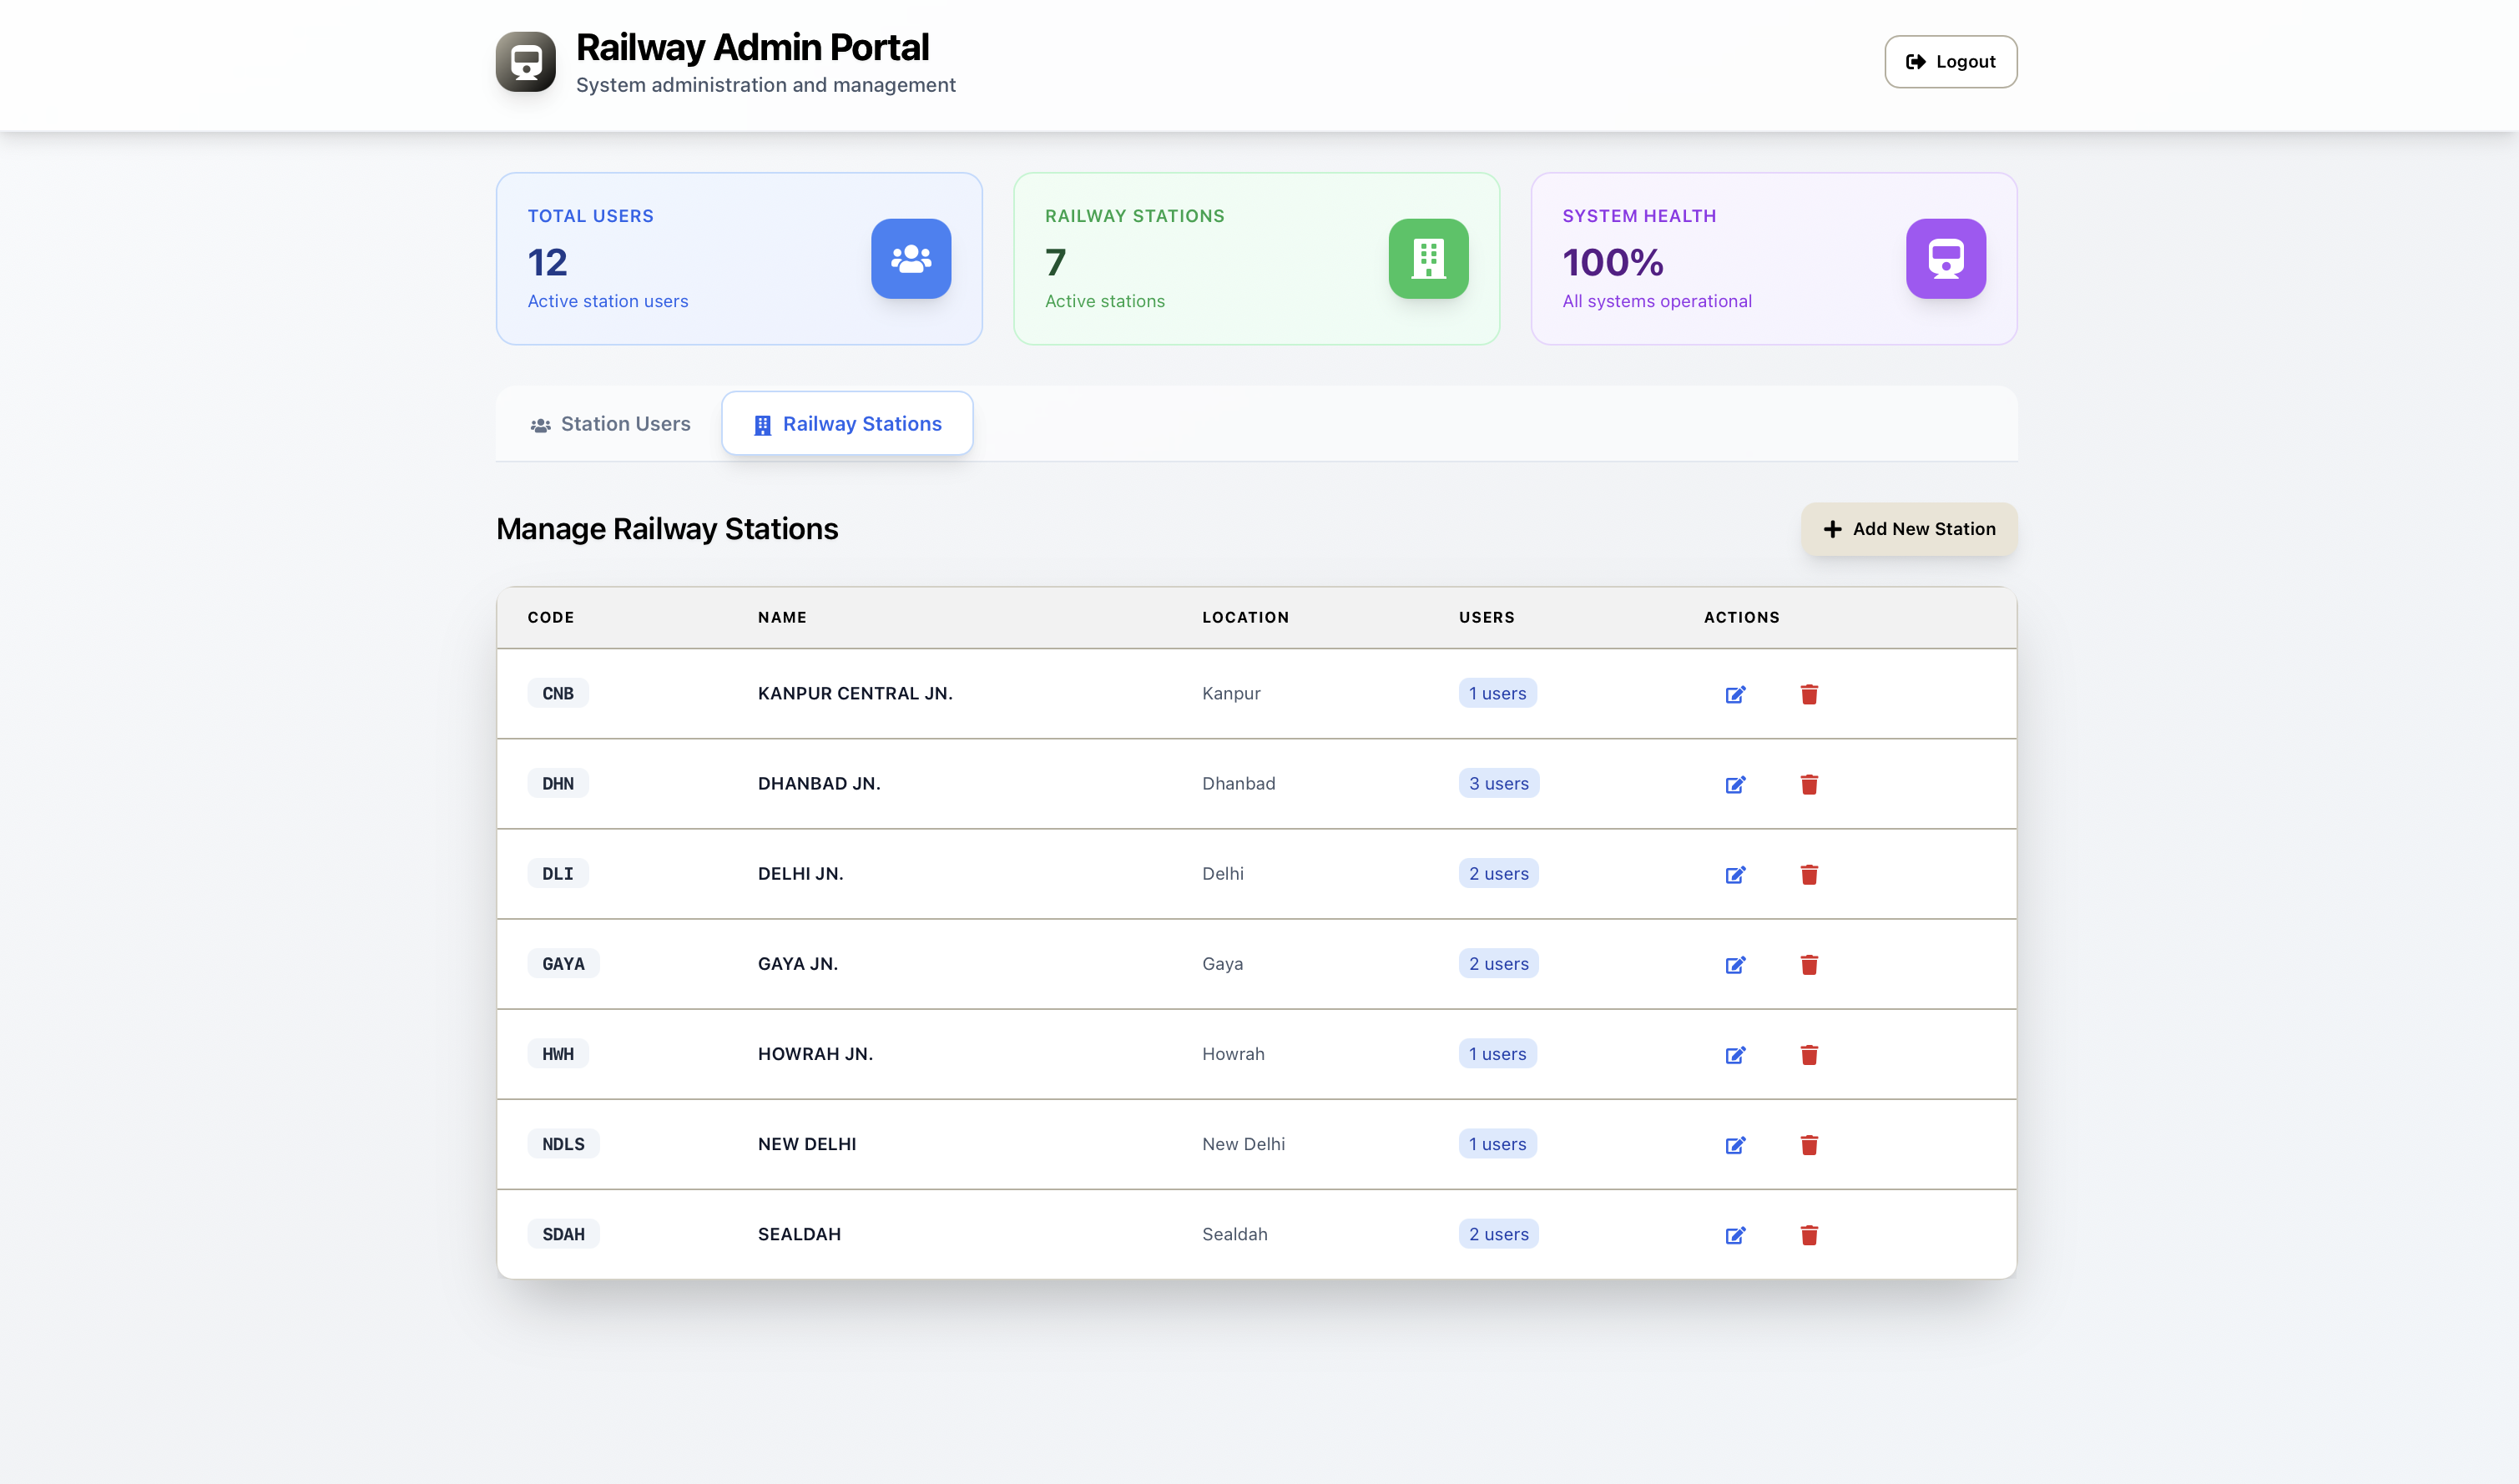 Railway Admin Portal
System administration and management
Logout
TOTAL USERS
12
Active station users
RAILWAY STATIONS
7
Active stations
SYSTEM HEALTH
100%
All systems operational
Station Users Railway Stations
Manage Railway Stations
Add New Station
CODE NAME LOCATION USERS ACTIONS
CNB KANPUR CENTRAL JN. Kanpur 1 users
DHN DHANBAD JN. Dhanbad 3 users
DLI DELHI JN. Delhi 2 users
GAYA GAYA JN. Gaya 2 users
HWH HOWRAH JN. Howrah 1 users
NDLS NEW DELHI New Delhi 1 users
SDAH SEALDAH Sealdah 2 users